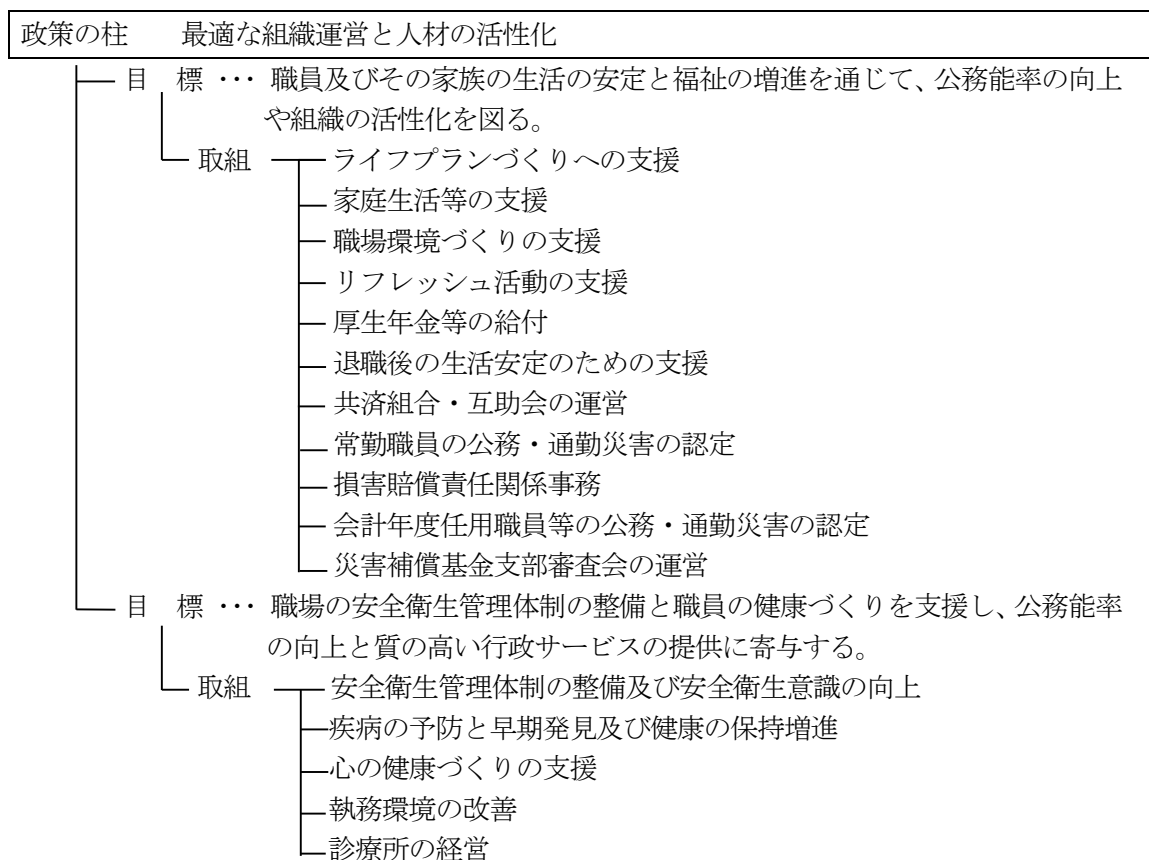 政策の柱　　最適な組織運営と人材の活性化
目　標 ･･･ 職員及びその家族の生活の安定と福祉の増進を通じて、公務能率の向上
や組織の活性化を図る。
取組　ライフプランづくりへの支援
家庭生活等の支援
職場環境づくりの支援
リフレッシュ活動の支援
厚生年金等の給付
退職後の生活安定のための支援
共済組合・互助会の運営
常勤職員の公務・通勤災害の認定
損害賠償責任関係事務
会計年度任用職員等の公務・通勤災害の認定
災害補償基金支部審査会の運営
目　標 ･･･ 職場の安全衛生管理体制の整備と職員の健康づくりを支援し、公務能率
の向上と質の高い行政サービスの提供に寄与する。
取組　安全衛生管理体制の整備及び安全衛生意識の向上
疾病の予防と早期発見及び健康の保持増進
心の健康づくりの支援
執務環境の改善
診療所の経営